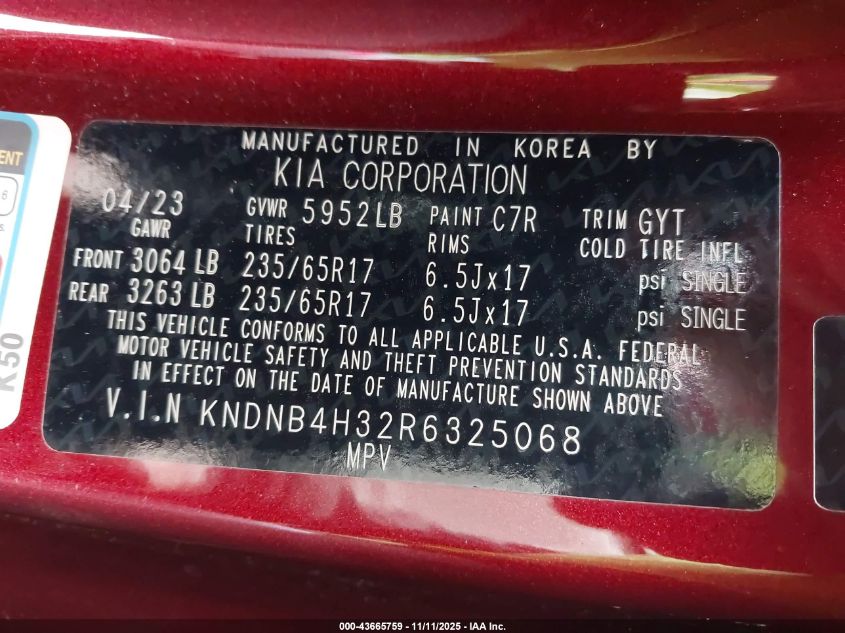 MANUFACTURED IN KOREA BY
KIA CORPORATION
04/23 GVWR 5952LB PAINT C7R TRIM GYT
GAWR TIRES RIMS COLD TIRE INFL
FRONT 3064 LB 235/65R17 6.5Jx17 psi SINGLE
REAR 3263 LB 235/65R17 6.5Jx17 psi SINGLE
THIS VEHICLE CONFORMS TO ALL APPLICABLE U.S.A. FEDERAL
MOTOR VEHICLE SAFETY AND THEFT PREVENTION STANDARDS
IN EFFECT ON THE DATE OF MANUFACTURE SHOWN ABOVE
V.I.N KNDNB4H32R6325068
MPV
ENT
6
s.
K50
000-43665759 - 11/11/2025 - IAA Inc.